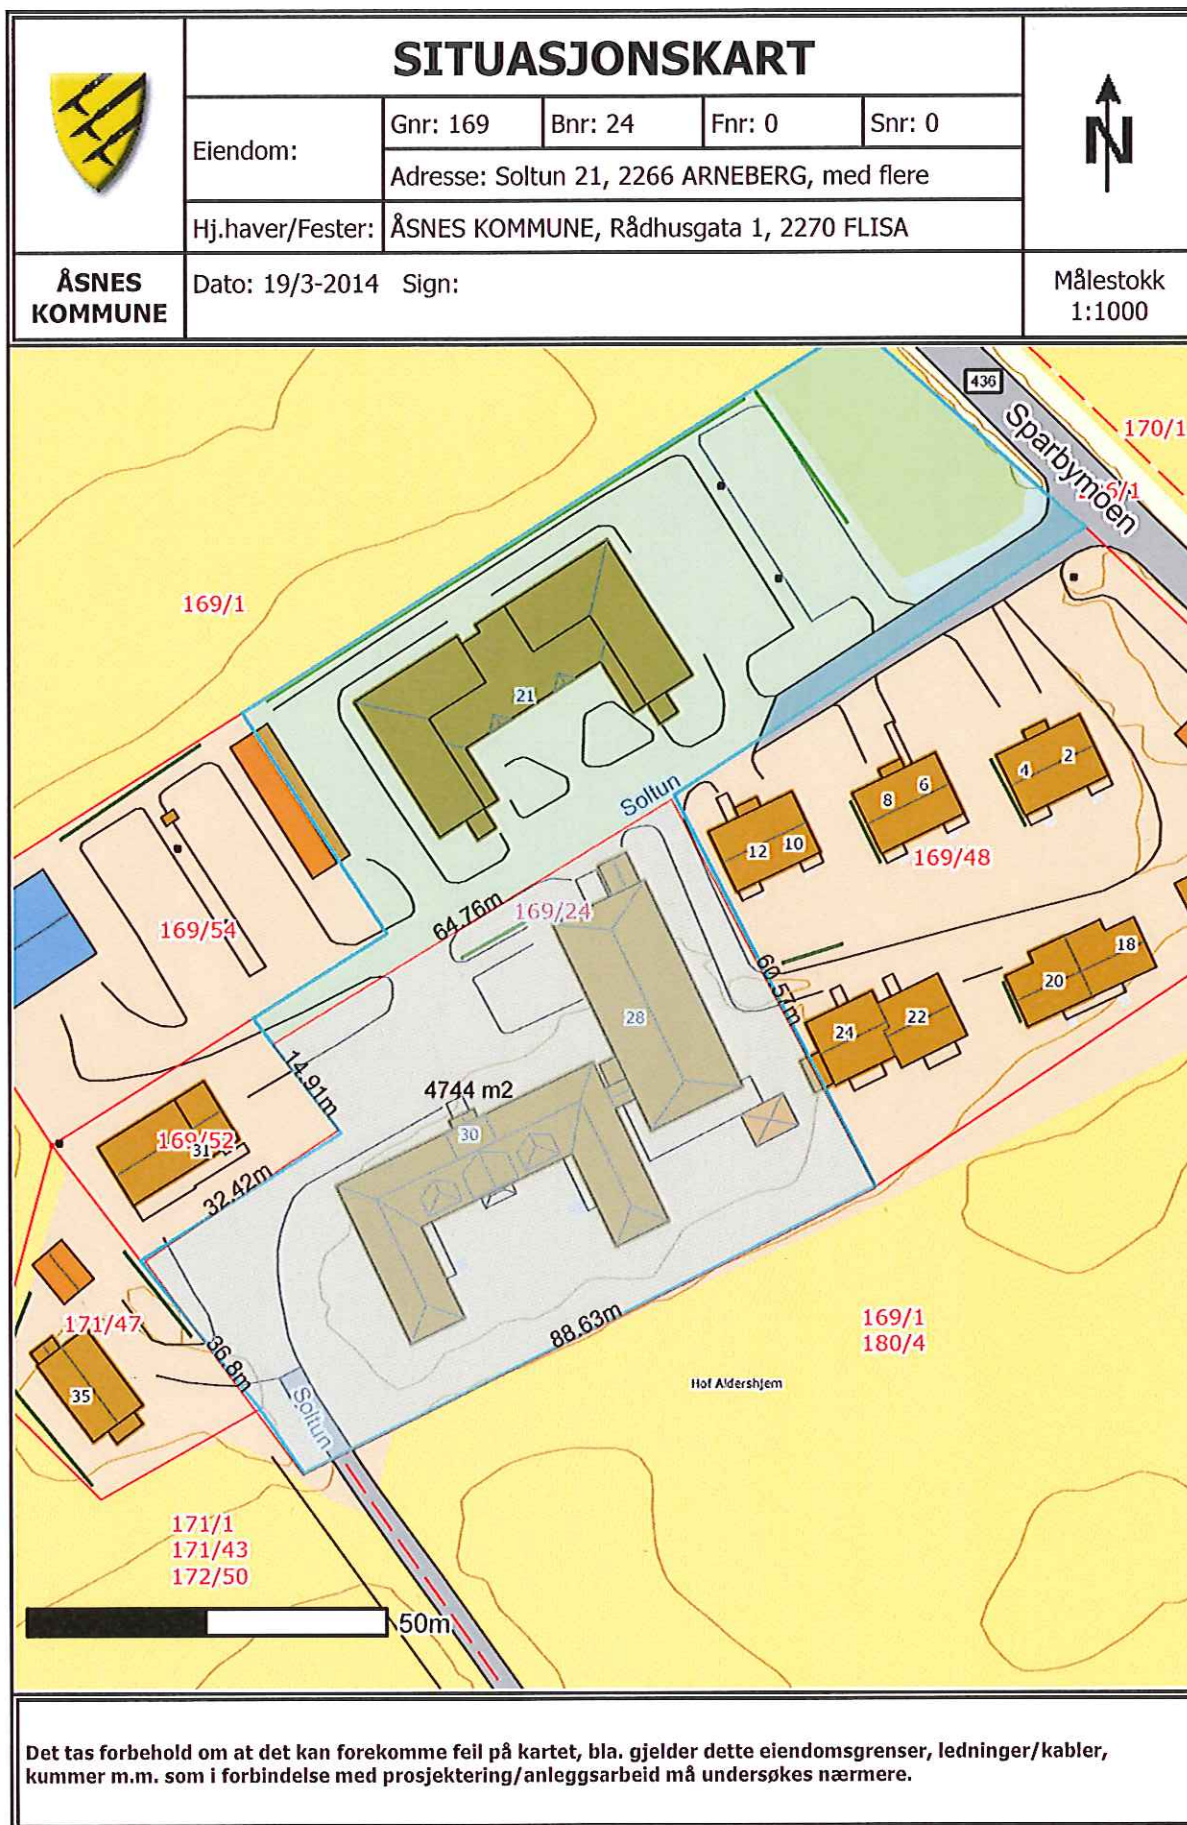 SITUASJONSKART
Eiendom:
Gnr: 169
Bnr: 24
Fnr: 0
Snr: 0
Adresse: Soltun 21, 2266 ARNEBERG, med flere
Hj.haver/Fester:
ÅSNES KOMMUNE, Rådhusgata 1, 2270 FLISA
N
ÅSNES
KOMMUNE
Dato: 19/3-2014 Sign:
Målestokk
1:1000
436
Sparbymoen
170/1
6/1
169/1
21
Soltun
2
4
6
8
10
12
169/48
169/54
64.76m
169/24
60.57m
18
20
22
24
28
14.91m
4744 m2
30
169/52
31
32.42m
171/47
36.8m
88.63m
169/1
180/4
35
Soltun
Hof Aldershjem
171/1
171/43
172/50
50m
Det tas forbehold om at det kan forekomme feil på kartet, bla. gjelder dette eiendomsgrenser, ledninger/kabler,
kummer m.m. som i forbindelse med prosjektering/anleggsarbeid må undersøkes nærmere.